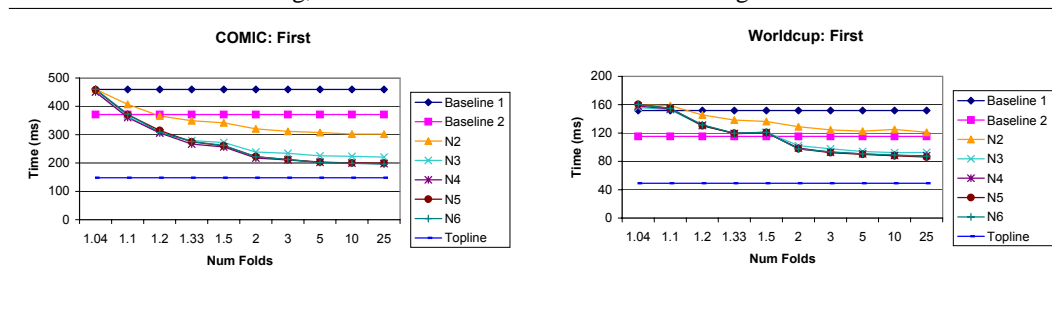 COMIC: First
500
400
300
200
100
0
Time (ms)
1.04 1.1 1.2 1.33 1.5 2 3 5 10 25
Num Folds
Baseline 1
Baseline 2
N2
N3
N4
N5
N6
Topline
Worldcup: First
200
160
120
80
40
0
Time (ms)
1.04 1.1 1.2 1.33 1.5 2 3 5 10 25
Num Folds
Baseline 1
Baseline 2
N2
N3
N4
N5
N6
Topline